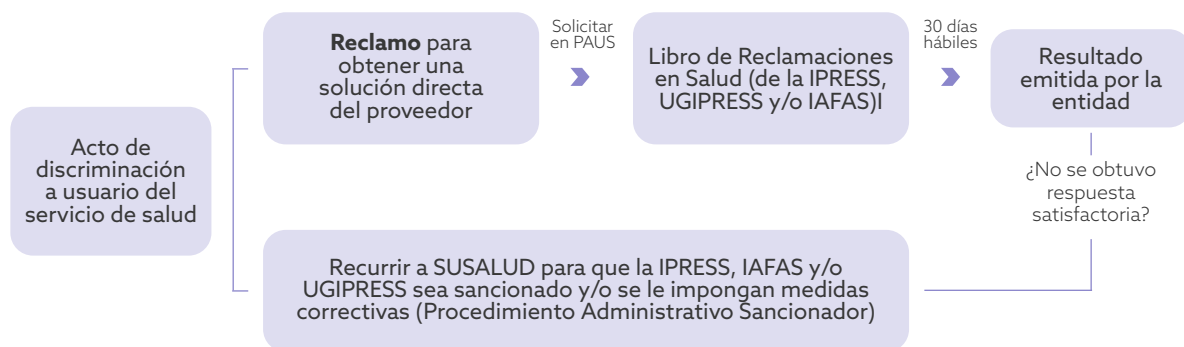 Acto de
discriminación
a usuario del
servicio de salud
Reclamo para
obtener una
solución directa
del proveedor
Solicitar
en PAUS
Libro de Reclamaciones
en Salud (de la IPRESS,
UGIPRESS y/o IAFAS)I
30 días
hábiles
Resultado
emitida por la
entidad
¿No se obtuvo
respuesta
satisfactoria?
Recurrir a SUSALUD para que la IPRESS, IAFAS y/o
UGIPRESS sea sancionado y/o se le impongan medidas
correctivas (Procedimiento Administrativo Sancionador)